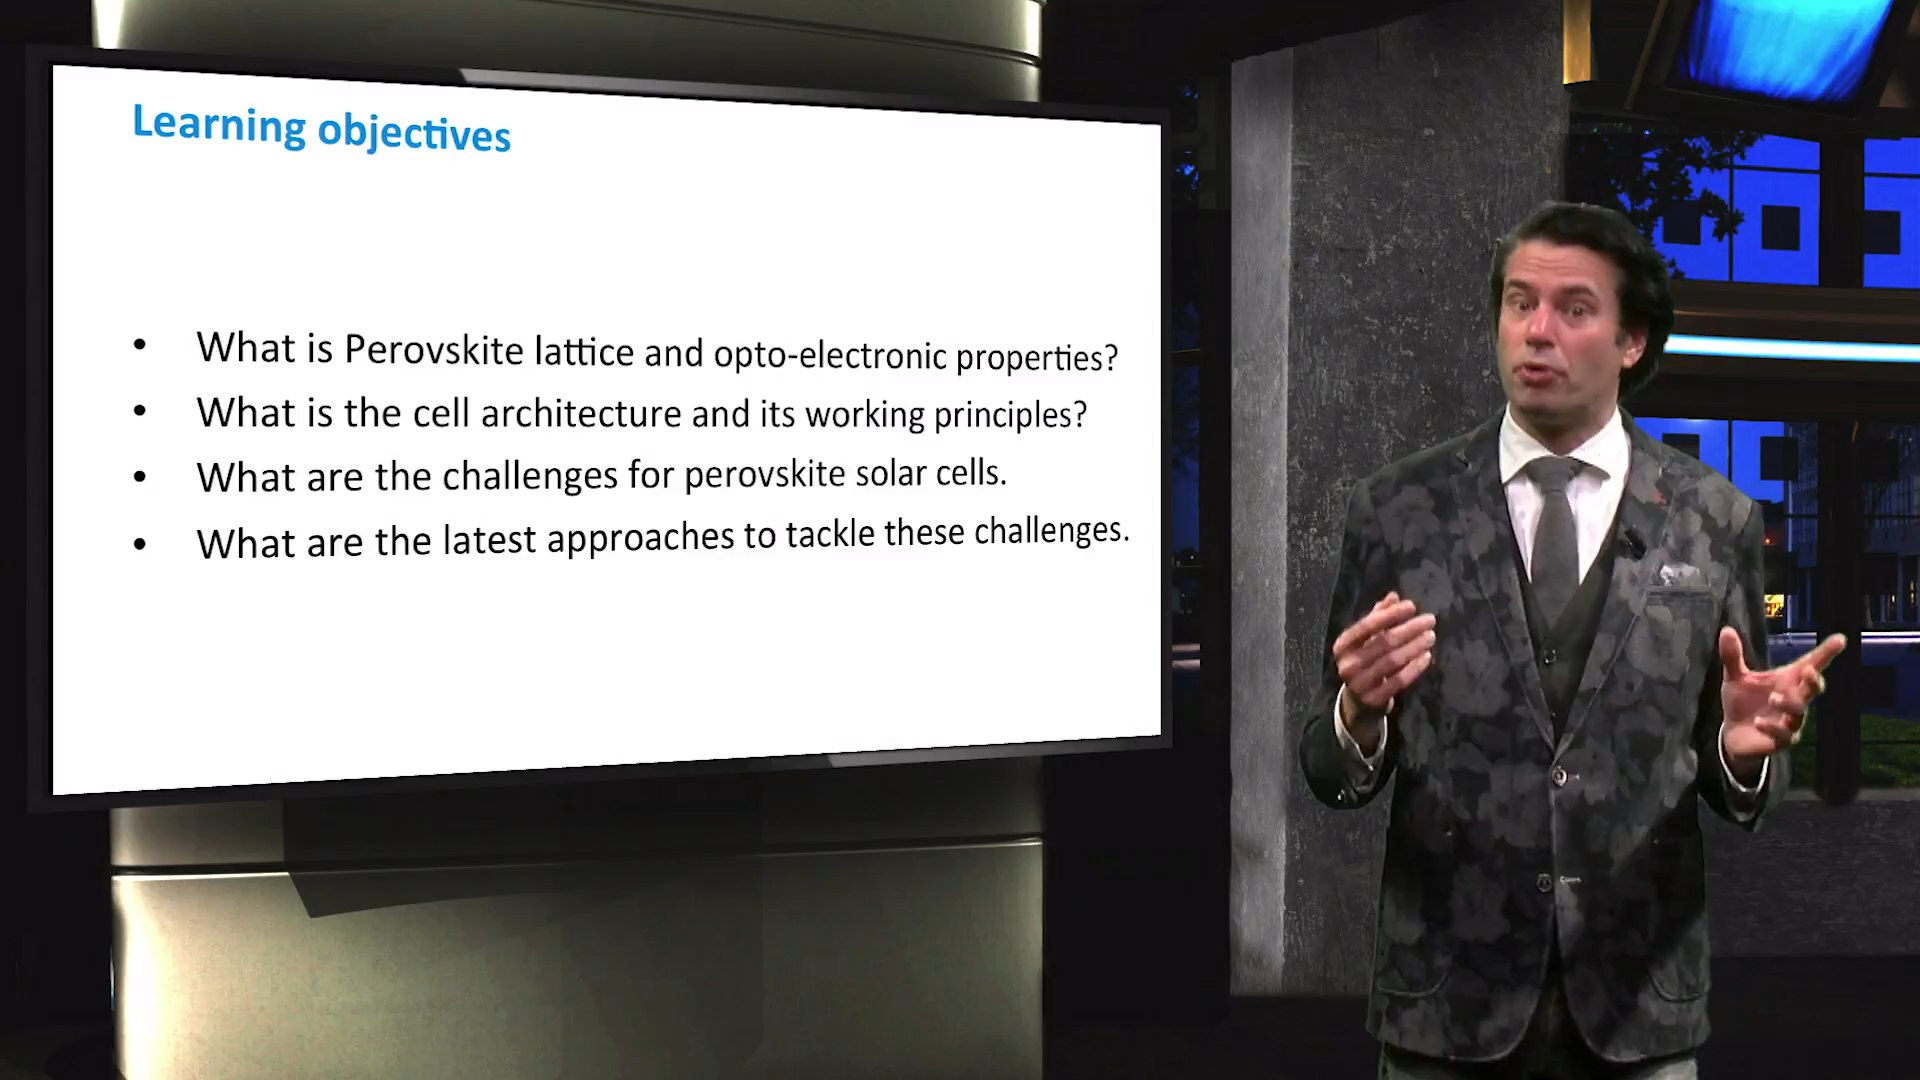 Learning objectives
• What is Perovskite lattice and opto-electronic properties?
• What is the cell architecture and its working principles?
• What are the challenges for perovskite solar cells.
• What are the latest approaches to tackle these challenges.